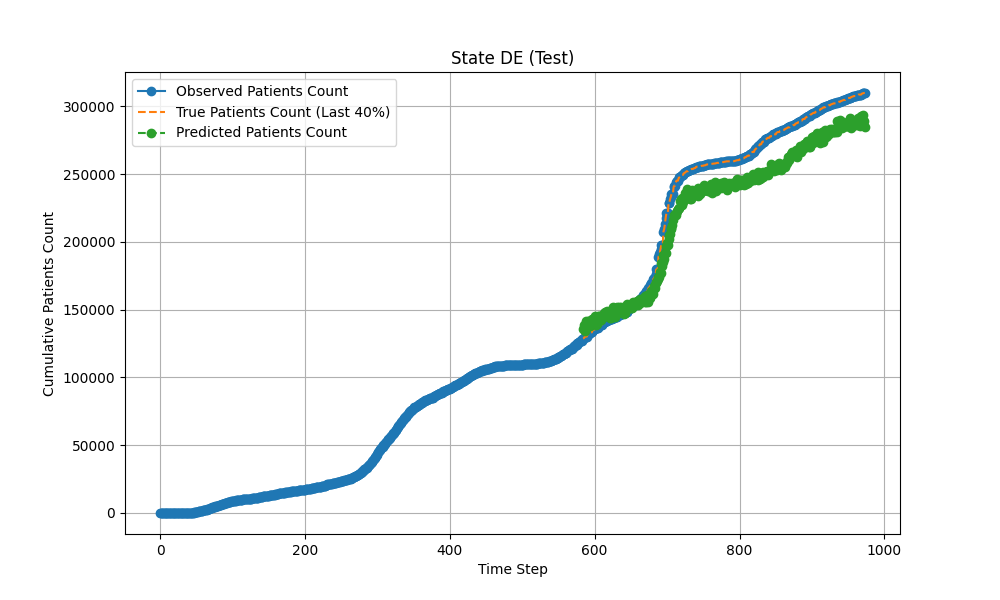 State DE (Test)
Observed Patients Count
True Patients Count (Last 40%)
Predicted Patients Count
Cumulative Patients Count
300000
250000
200000
150000
100000
50000
0
0 200 400 600 800 1000
Time Step